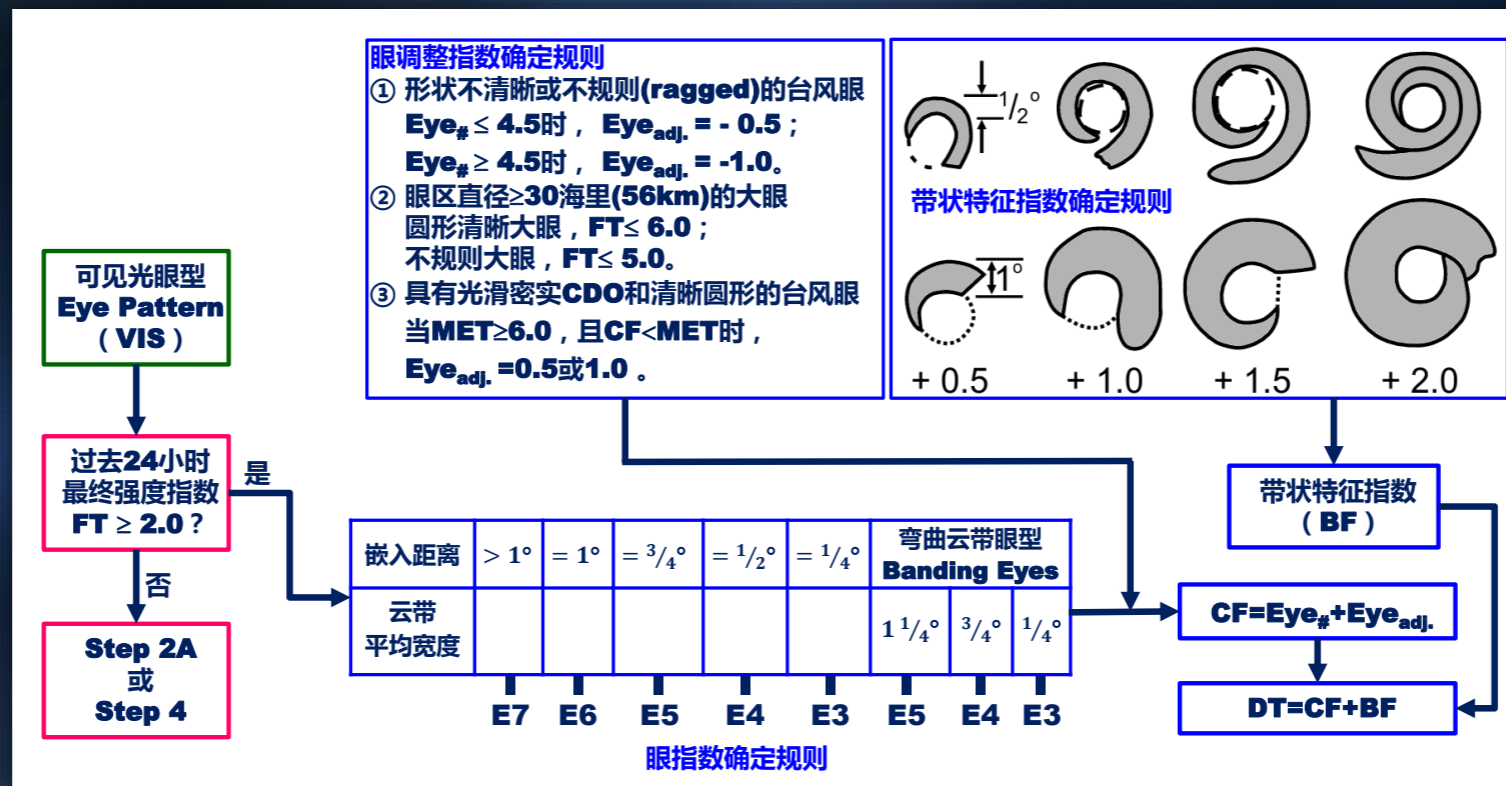 眼调整指数确定规则
① 形状不清晰或不规则(ragged)的台风眼
Eye# ≤ 4.5时， Eyeadj. = - 0.5；
Eye# ≥ 4.5时， Eyeadj. = -1.0。
② 眼区直径≥30海里(56km)的大眼
圆形清晰大眼，FT≤ 6.0；
不规则大眼，FT≤ 5.0。
③ 具有光滑密实CDO和清晰圆形的台风眼
当MET≥6.0，且CF<MET时，
Eyeadj. =0.5或1.0 。
1/2°
带状特征指数确定规则
1°
+ 0.5 + 1.0 + 1.5 + 2.0
可见光眼型
Eye Pattern
（VIS）
过去24小时
最终强度指数
FT ≥ 2.0？
是
否
Step 2A
或
Step 4
嵌入距离 > 1° = 1° = 3/4° = 1/2° = 1/4° 弯曲云带眼型
Banding Eyes
云带
平均宽度 1 1/4° 3/4° 1/4°
E7 E6 E5 E4 E3 E5 E4 E3
眼指数确定规则
带状特征指数
（BF）
CF=Eye#+Eyeadj.
DT=CF+BF